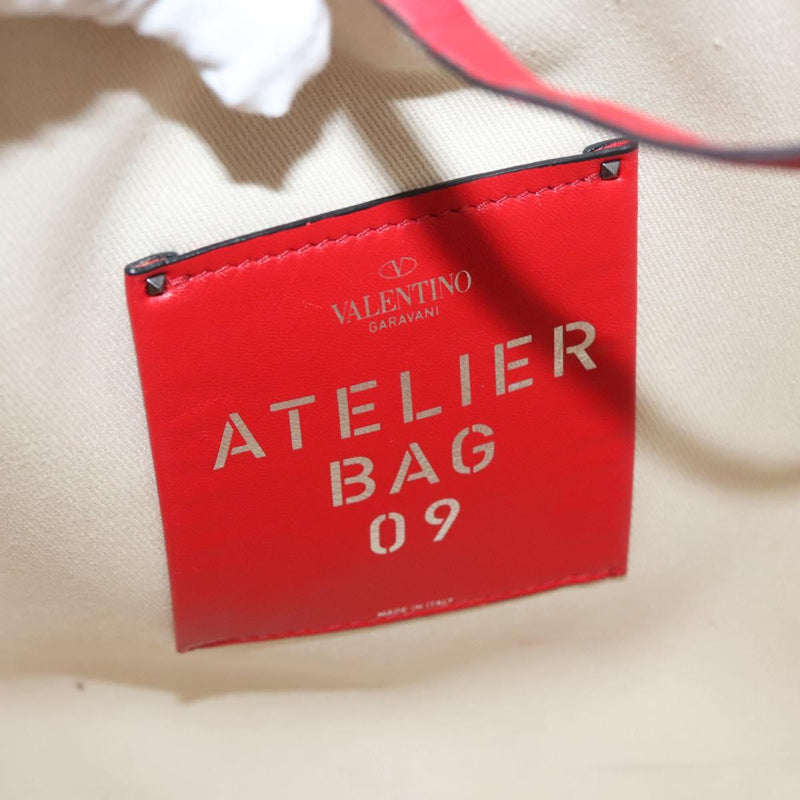 VALENTINO
GARAVANI
ATELIER
BAG
09
MADE IN ITALY